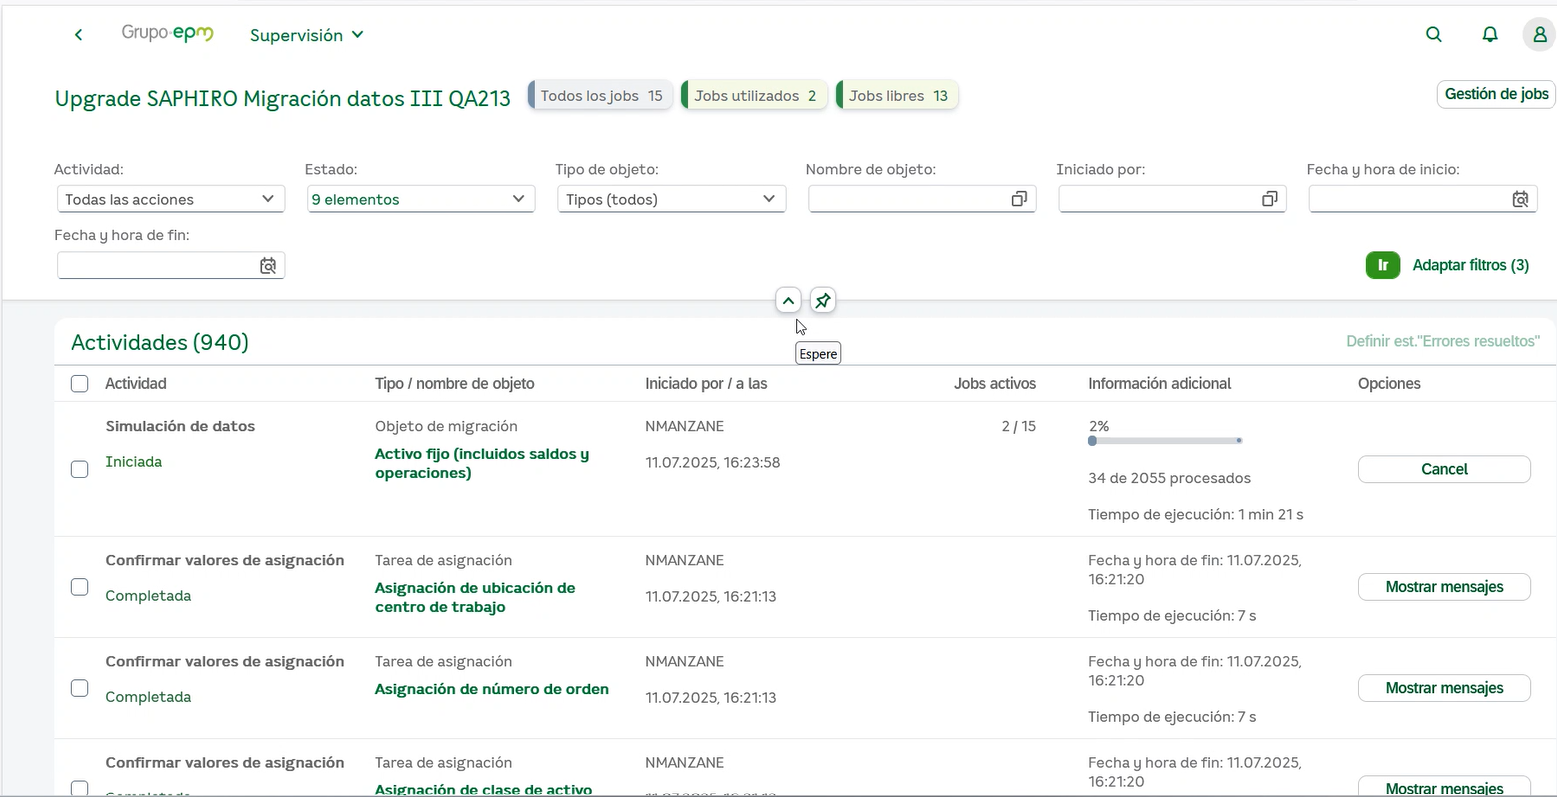 Grupo·epm Supervisión
Upgrade SAPHIRO Migración datos III QA213 Todos los jobs 15 Jobs utilizados 2 Jobs libres 13 Gestión de jobs
Actividad: Estado: Tipo de objeto: Nombre de objeto: Iniciado por: Fecha y hora de inicio:
Todas las acciones 9 elementos Tipos (todos)
Fecha y hora de fin:
Ir Adaptar filtros (3)
Actividades (940) Definir est."Errores resueltos"
Espere
Actividad Tipo / nombre de objeto Iniciado por / a las Jobs activos Información adicional Opciones
Simulación de datos Objeto de migración NMANZANE 2 / 15 2%
Iniciada Activo fijo (incluidos saldos y operaciones) 11.07.2025, 16:23:58
34 de 2055 procesados Cancel
Tiempo de ejecución: 1 min 21 s
Confirmar valores de asignación Tarea de asignación NMANZANE Fecha y hora de fin: 11.07.2025, 16:21:20
Completada Asignación de ubicación de centro de trabajo 11.07.2025, 16:21:13 Mostrar mensajes
Tiempo de ejecución: 7 s
Confirmar valores de asignación Tarea de asignación NMANZANE Fecha y hora de fin: 11.07.2025, 16:21:20
Completada Asignación de número de orden 11.07.2025, 16:21:13 Mostrar mensajes
Tiempo de ejecución: 7 s
Confirmar valores de asignación Tarea de asignación NMANZANE Fecha y hora de fin: 11.07.2025, 16:21:20
Asignación de clase de activo Mostrar mensajes